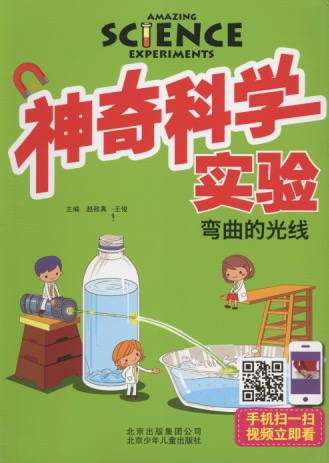 AMAZING
SCIENCE
EXPERIMENTS
神奇科学
实验
弯曲的光线
主编 赵致真 王俊
手机扫一扫
视频立即看
北京出版集团公司
北京少年儿童出版社